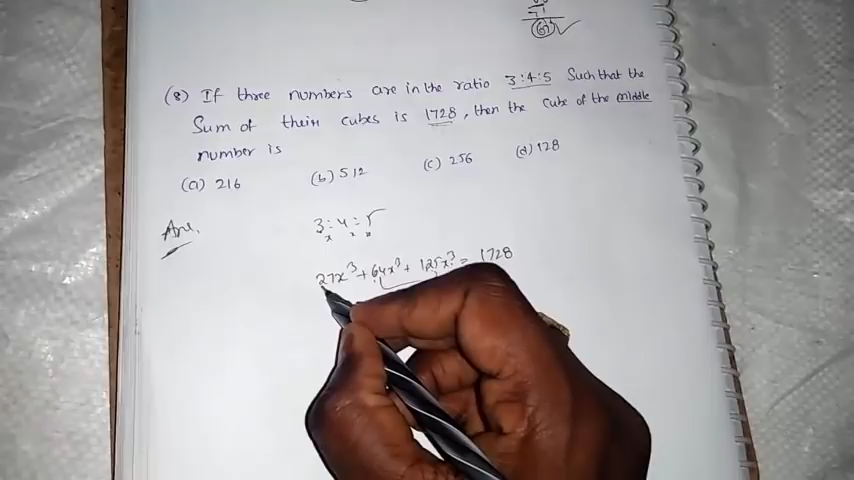 67
(8) If three numbers are in the ratio 3:4:5 Such that the
Sum of their cubes is 1728, then the cube of the middle
number is
(a) 216 (b) 512 (c) 256 (d) 128
Ans. 3:4:5
x x x
27x³ + 64x³ + 125x³ = 1728